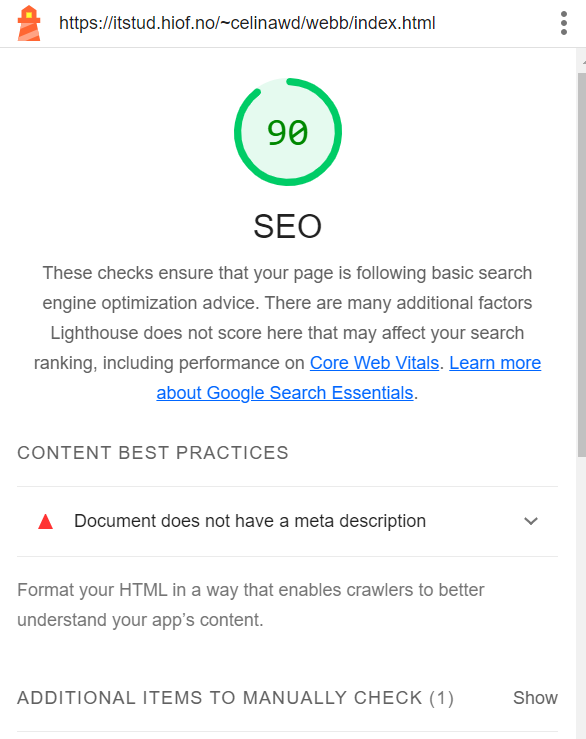 https://itstud.hiof.no/~celinawd/webb/index.html
90
SEO
These checks ensure that your page is following basic search
engine optimization advice. There are many additional factors
Lighthouse does not score here that may affect your search
ranking, including performance on Core Web Vitals. Learn more
about Google Search Essentials.
CONTENT BEST PRACTICES
Document does not have a meta description
Format your HTML in a way that enables crawlers to better
understand your app’s content.
ADDITIONAL ITEMS TO MANUALLY CHECK (1) Show